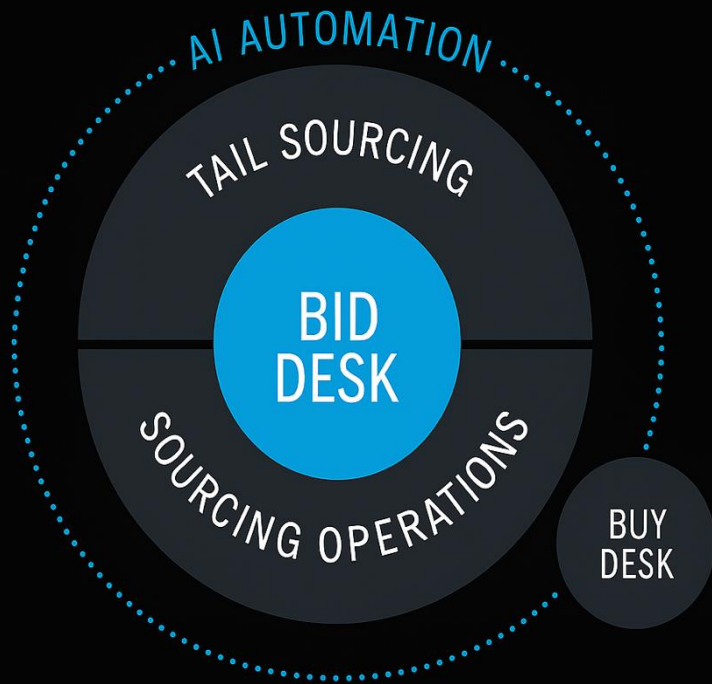 AI AUTOMATION
TAIL SOURCING
BID
DESK
SOURCING OPERATIONS
BUY
DESK